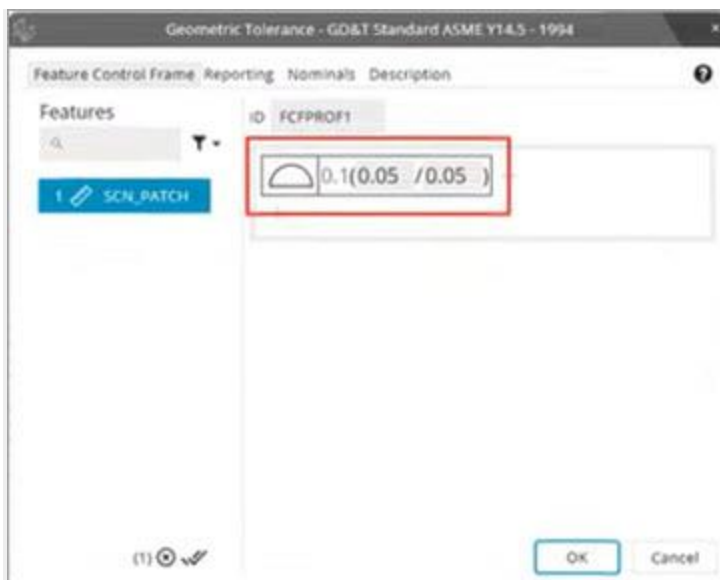 Geometric Tolerance - GD&T Standard ASME Y14.5 - 1994
Feature Control Frame Reporting Nominals Description
Features
ID FCFPROF1
0.1(0.05 /0.05 )
1 SCN_PATCH
(1)
OK Cancel